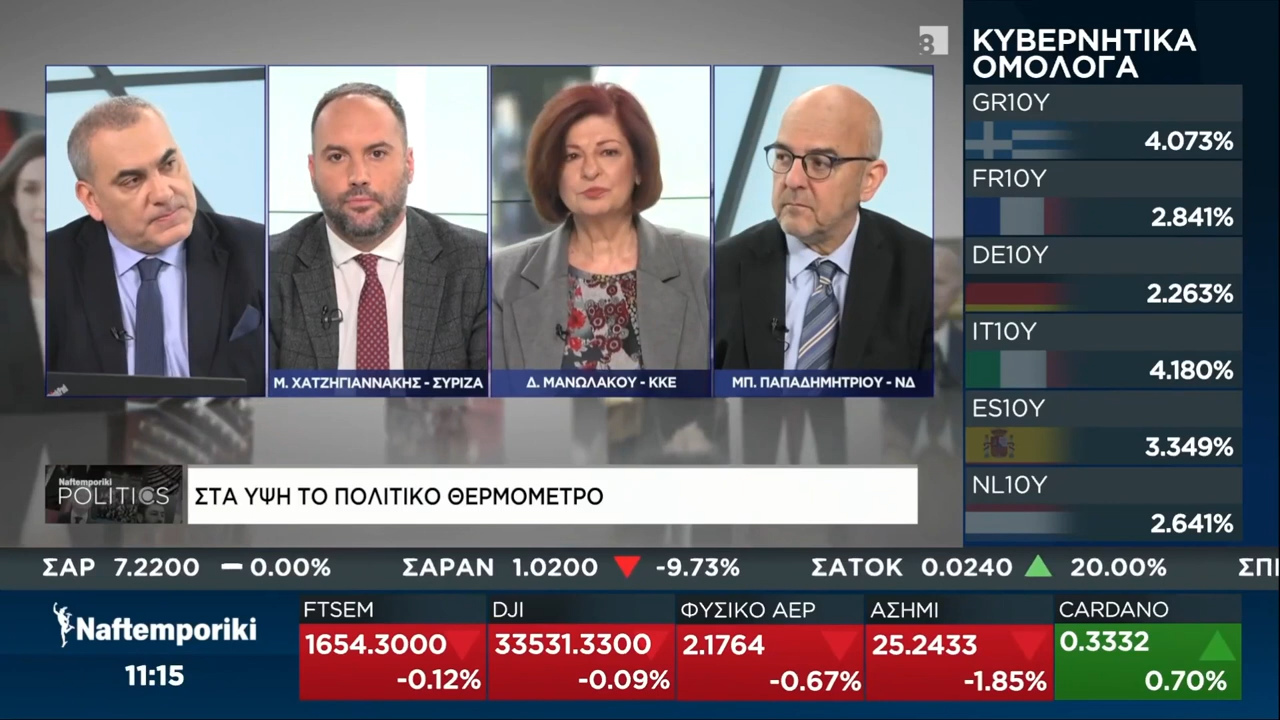 8
ΚΥΒΕΡΝΗΤΙΚΑ
ΟΜΟΛΟΓΑ
GR10Y
4.073%
FR10Y
2.841%
DE10Y
2.263%
IT10Y
4.180%
ES10Y
3.349%
NL10Y
2.641%
Μ. ΧΑΤΖΗΓΙΑΝΝΑΚΗΣ - ΣΥΡΙΖΑ
Δ. ΜΑΝΩΛΑΚΟΥ - ΚΚΕ
ΜΠ. ΠΑΠΑΔΗΜΗΤΡΙΟΥ - ΝΔ
Naftemporiki
POLITICS
ΣΤΑ ΥΨΗ ΤΟ ΠΟΛΙΤΙΚΟ ΘΕΡΜΟΜΕΤΡΟ
ΣΑΡ 7.2200 0.00% ΣΑΡΑΝ 1.0200 -9.73% ΣΑΤΟΚ 0.0240 20.00% ΣΠΙ
Naftemporiki
11:15
FTSEM
1654.3000
-0.12%
DJI
33531.3300
-0.09%
ΦΥΣΙΚΟ ΑΕΡ
2.1764
-0.67%
ΑΣΗΜΙ
25.2433
-1.85%
CARDANO
0.3332
0.70%